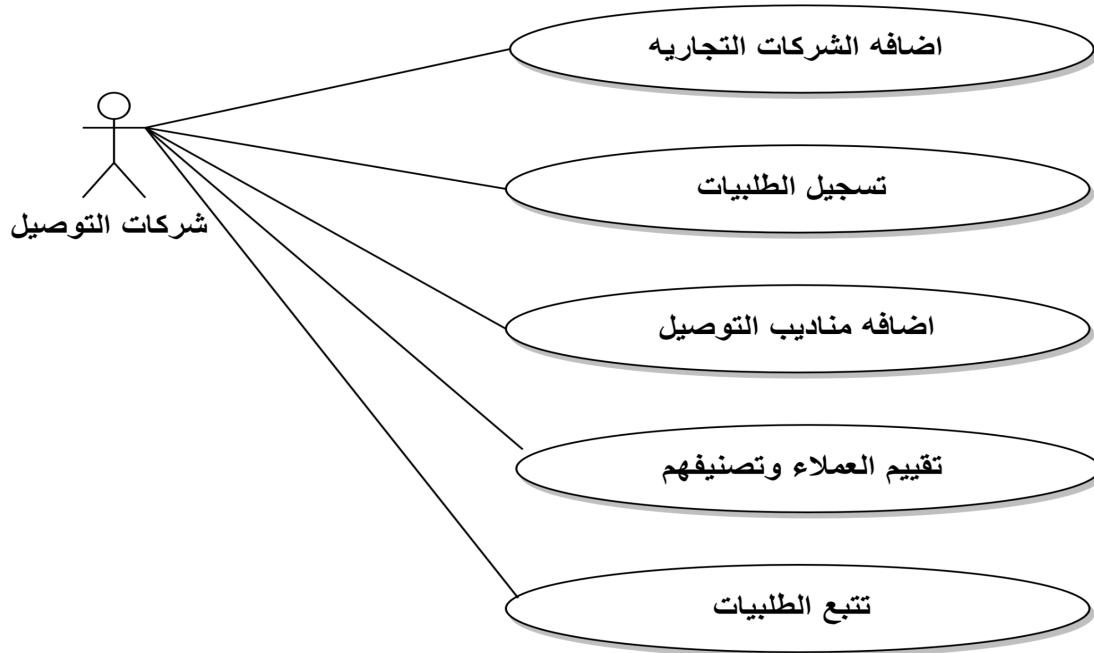 اضافه الشركات التجاريه
تسجيل الطلبيات
شركات التوصيل
اضافه مناديب التوصيل
تقييم العملاء وتصنيفهم
تتبع الطلبيات